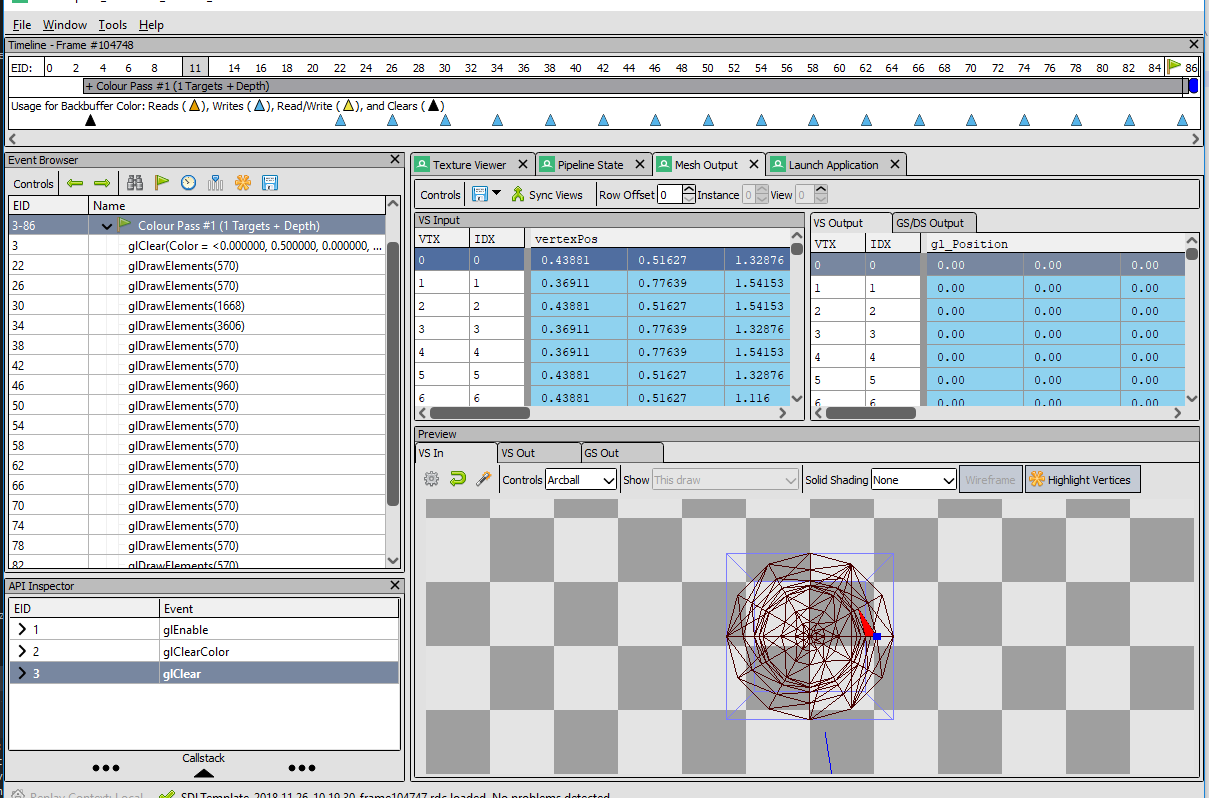 File Window Tools Help
Timeline - Frame #104748
EID: 0 2 4 6 8 11 14 16 18 20 22 24 26 28 30 32 34 36 38 40 42 44 46 48 50 52 54 56 58 60 62 64 66 68 70 72 74 76 78 80 82 84 86
+ Colour Pass #1 (1 Targets + Depth)
Usage for Backbuffer Color: Reads ( ), Writes ( ), Read/Write ( ), and Clears ( )
Event Browser
Controls
EID Name
3-86 Colour Pass #1 (1 Targets + Depth)
3 glClear(Color = <0.000000, 0.500000, 0.000000, ...
22 glDrawElements(570)
26 glDrawElements(570)
30 glDrawElements(1668)
34 glDrawElements(3606)
38 glDrawElements(570)
42 glDrawElements(570)
46 glDrawElements(960)
50 glDrawElements(570)
54 glDrawElements(570)
58 glDrawElements(570)
62 glDrawElements(570)
66 glDrawElements(570)
70 glDrawElements(570)
74 glDrawElements(570)
78 glDrawElements(570)
82 glDrawElements(570)
API Inspector
EID Event
1 glEnable
2 glClearColor
3 glClear
Callstack
Texture Viewer Pipeline State Mesh Output Launch Application
Controls Sync Views Row Offset 0 Instance 0 View 0
VS Input
VTX IDX vertexPos
0 0 0.43881 0.51627 1.32876
1 1 0.36911 0.77639 1.54153
2 2 0.43881 0.51627 1.54153
3 3 0.36911 0.77639 1.32876
4 4 0.36911 0.77639 1.54153
5 5 0.43881 0.51627 1.32876
6 6 0.43881 0.51627 1.116
VS Output GS/DS Output
VTX IDX gl_Position
0 0 0.00 0.00 0.00
1 1 0.00 0.00 0.00
2 2 0.00 0.00 0.00
3 3 0.00 0.00 0.00
4 4 0.00 0.00 0.00
5 5 0.00 0.00 0.00
6 6 0.00 0.00 0.00
Preview
VS In VS Out GS Out
Controls Arcball Show This draw Solid Shading None Wireframe Highlight Vertices
Replay Context: Local SDLTemplate_2018.11.26_10.19.30_frame104747.rdc loaded. No problems detected.